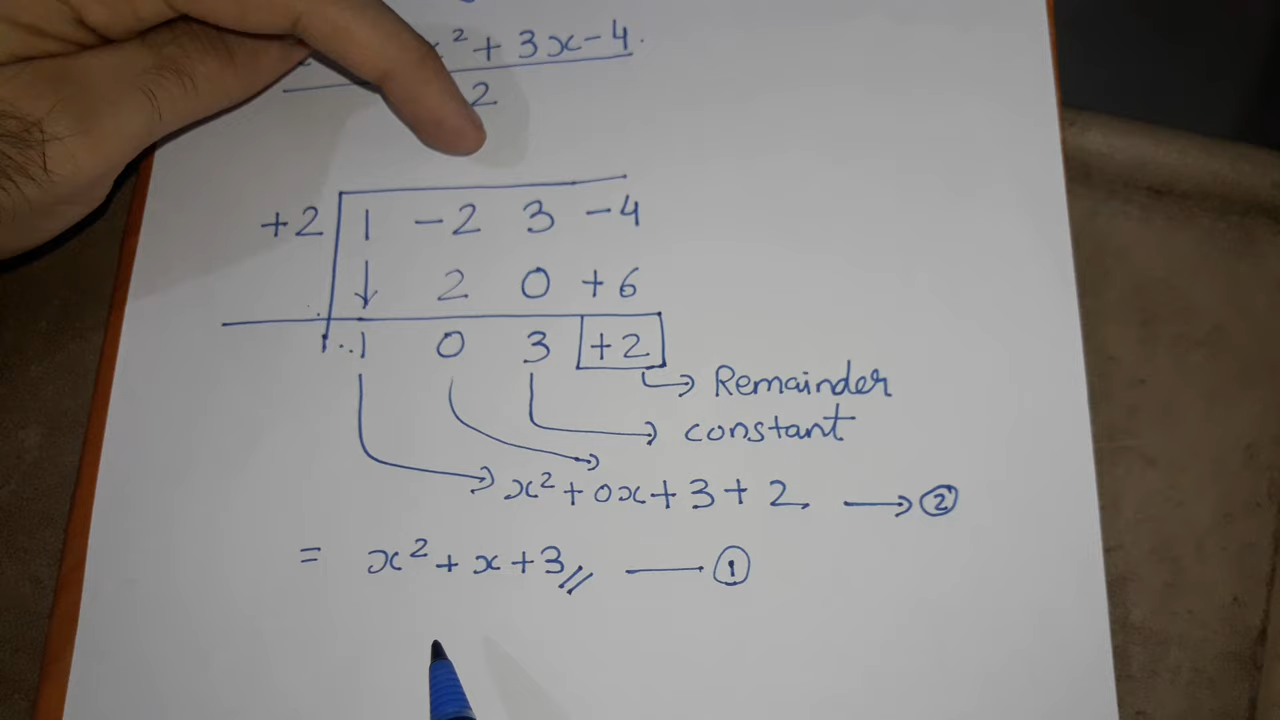 ² + 3x - 4.
2
+2 1 -2 3 -4
↓ 2 0 +6
1 0 3 +2
→ Remainder
→ constant
→ x² + 0x + 3 + 2 → ②
= x² + x + 3 // — ①